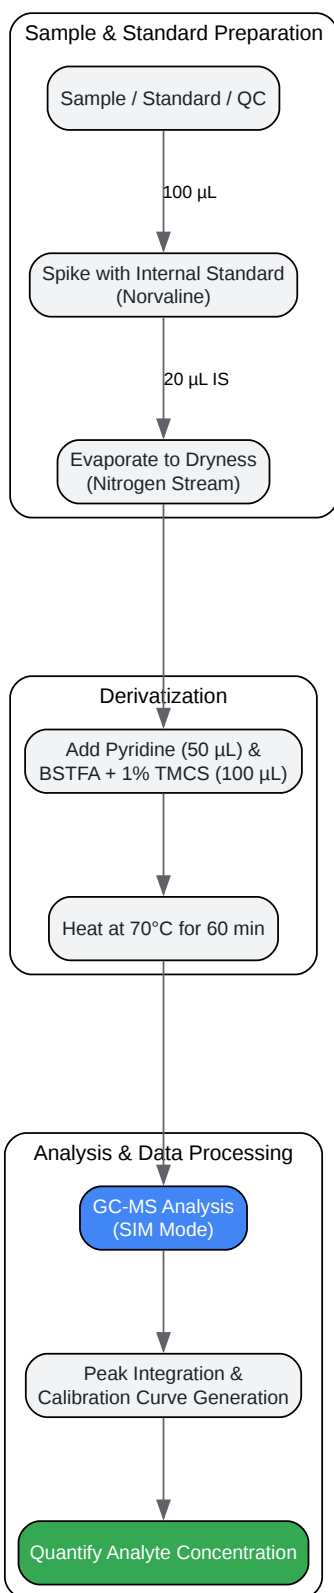 Sample & Standard Preparation
Sample / Standard / QC
100 µL
Spike with Internal Standard
(Norvaline)
20 µL IS
Evaporate to Dryness
(Nitrogen Stream)
Derivatization
Add Pyridine (50 µL) &
BSTFA + 1% TMCS (100 µL)
Heat at 70°C for 60 min
Analysis & Data Processing
GC-MS Analysis
(SIM Mode)
Peak Integration &
Calibration Curve Generation
Quantify Analyte Concentration